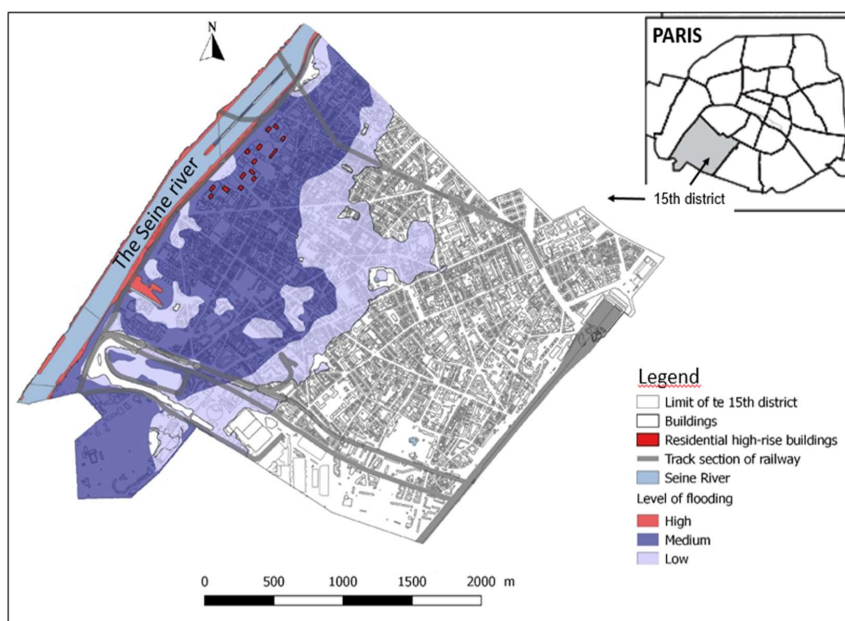 N
PARIS
15th district
The Seine river
Legend
Limit of te 15th district
Buildings
Residential high-rise buildings
Track section of railway
Seine River
Level of flooding
High
Medium
Low
0 500 1000 1500 2000 m